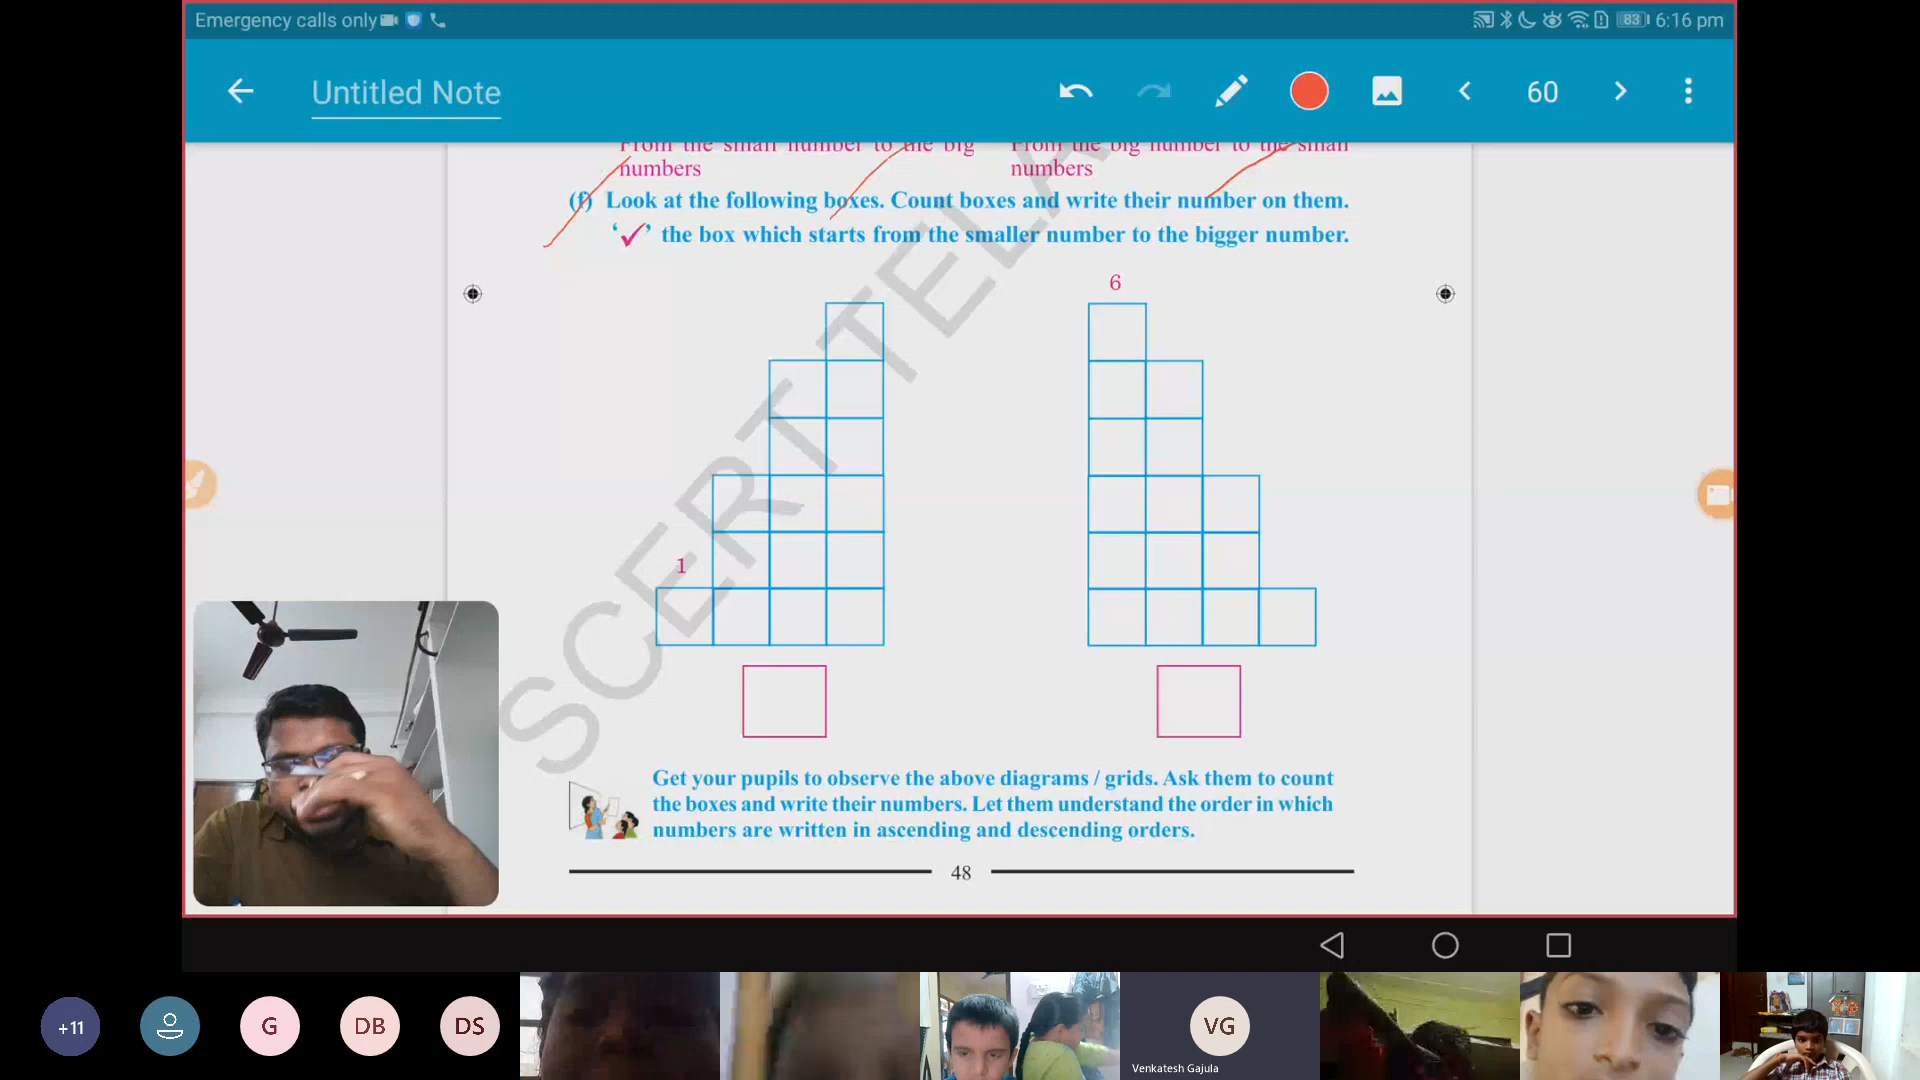 Emergency calls only
83 6:16 pm
Untitled Note
60
From the small number to the big
numbers
From the big number to the small
numbers
(f) Look at the following boxes. Count boxes and write their number on them.
‘✓’ the box which starts from the smaller number to the bigger number.
6
1
SCERT TELA
Get your pupils to observe the above diagrams / grids. Ask them to count
the boxes and write their numbers. Let them understand the order in which
numbers are written in ascending and descending orders.
48
+11
G
DB
DS
VG
Venkatesh Gajula